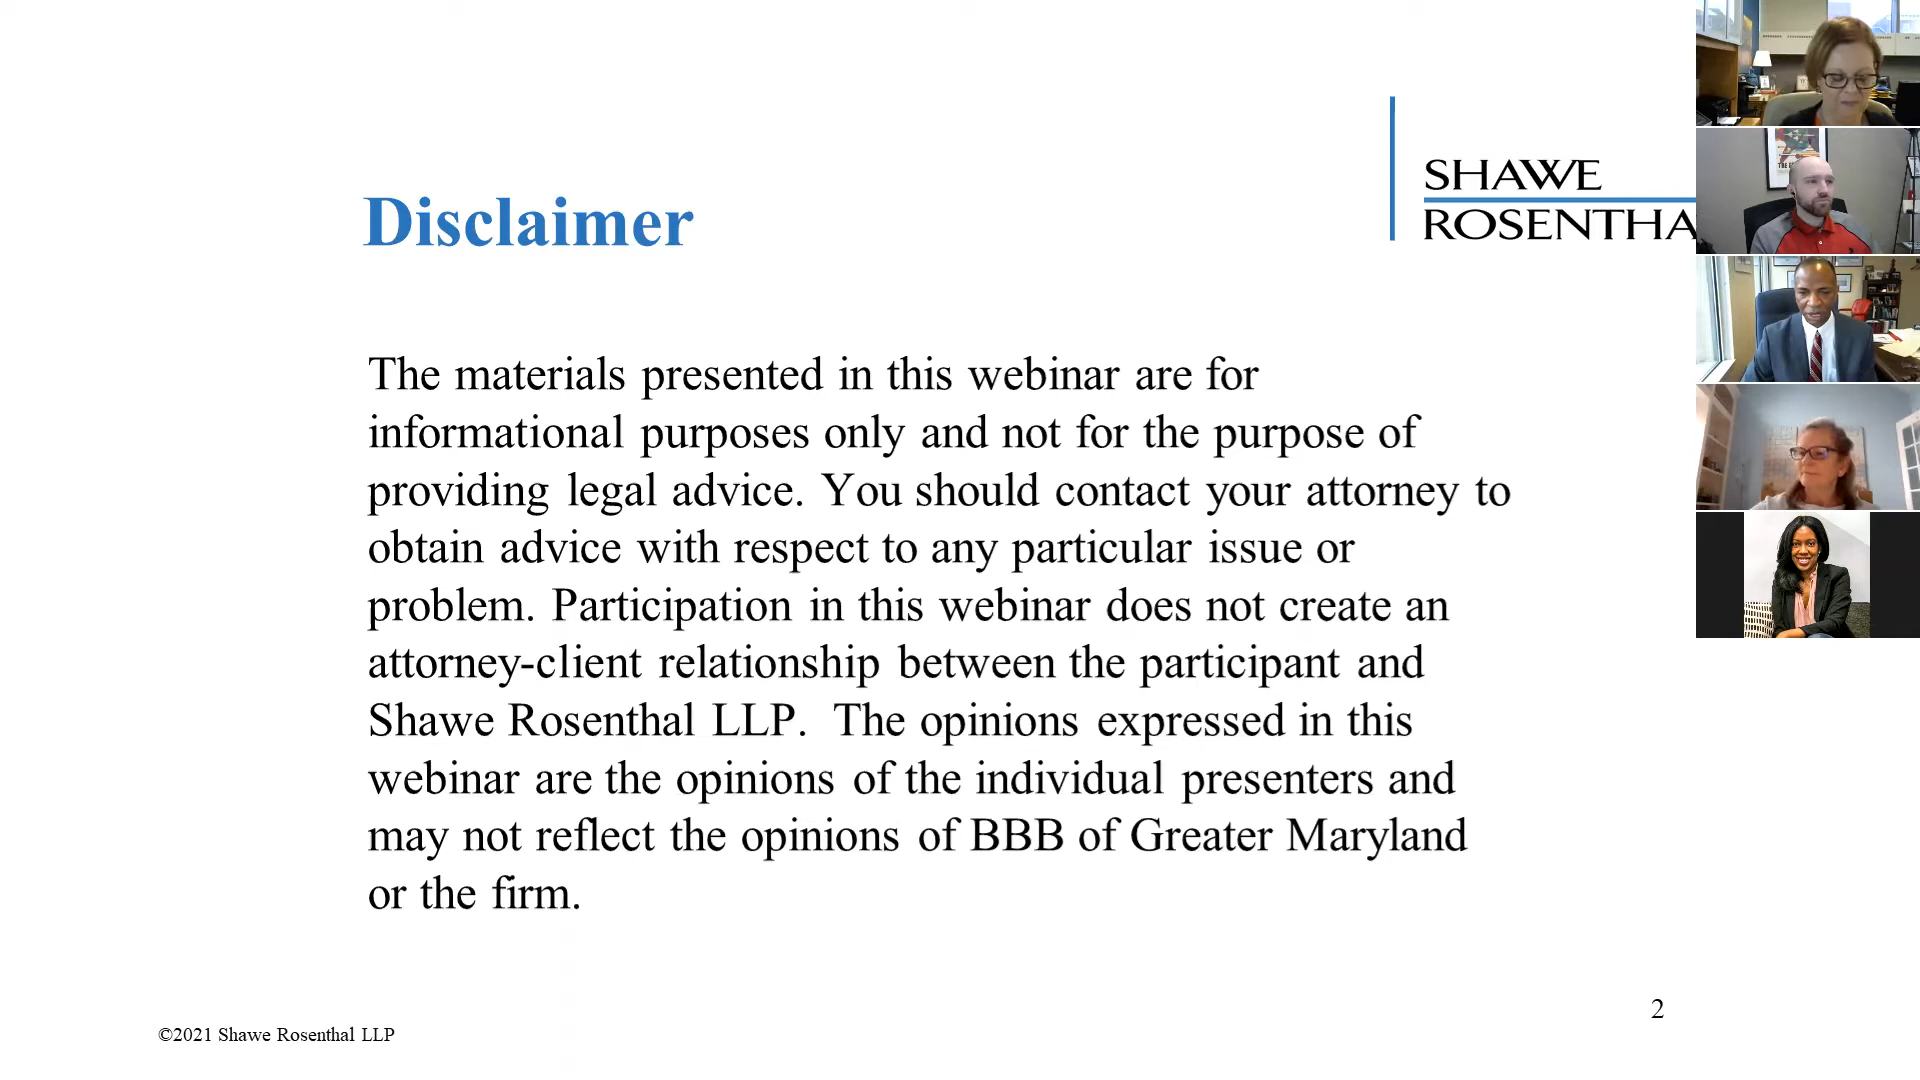 SHAWE
ROSENTHA
Disclaimer
The materials presented in this webinar are for
informational purposes only and not for the purpose of
providing legal advice. You should contact your attorney to
obtain advice with respect to any particular issue or
problem. Participation in this webinar does not create an
attorney-client relationship between the participant and
Shawe Rosenthal LLP. The opinions expressed in this
webinar are the opinions of the individual presenters and
may not reflect the opinions of BBB of Greater Maryland
or the firm.
2
©2021 Shawe Rosenthal LLP